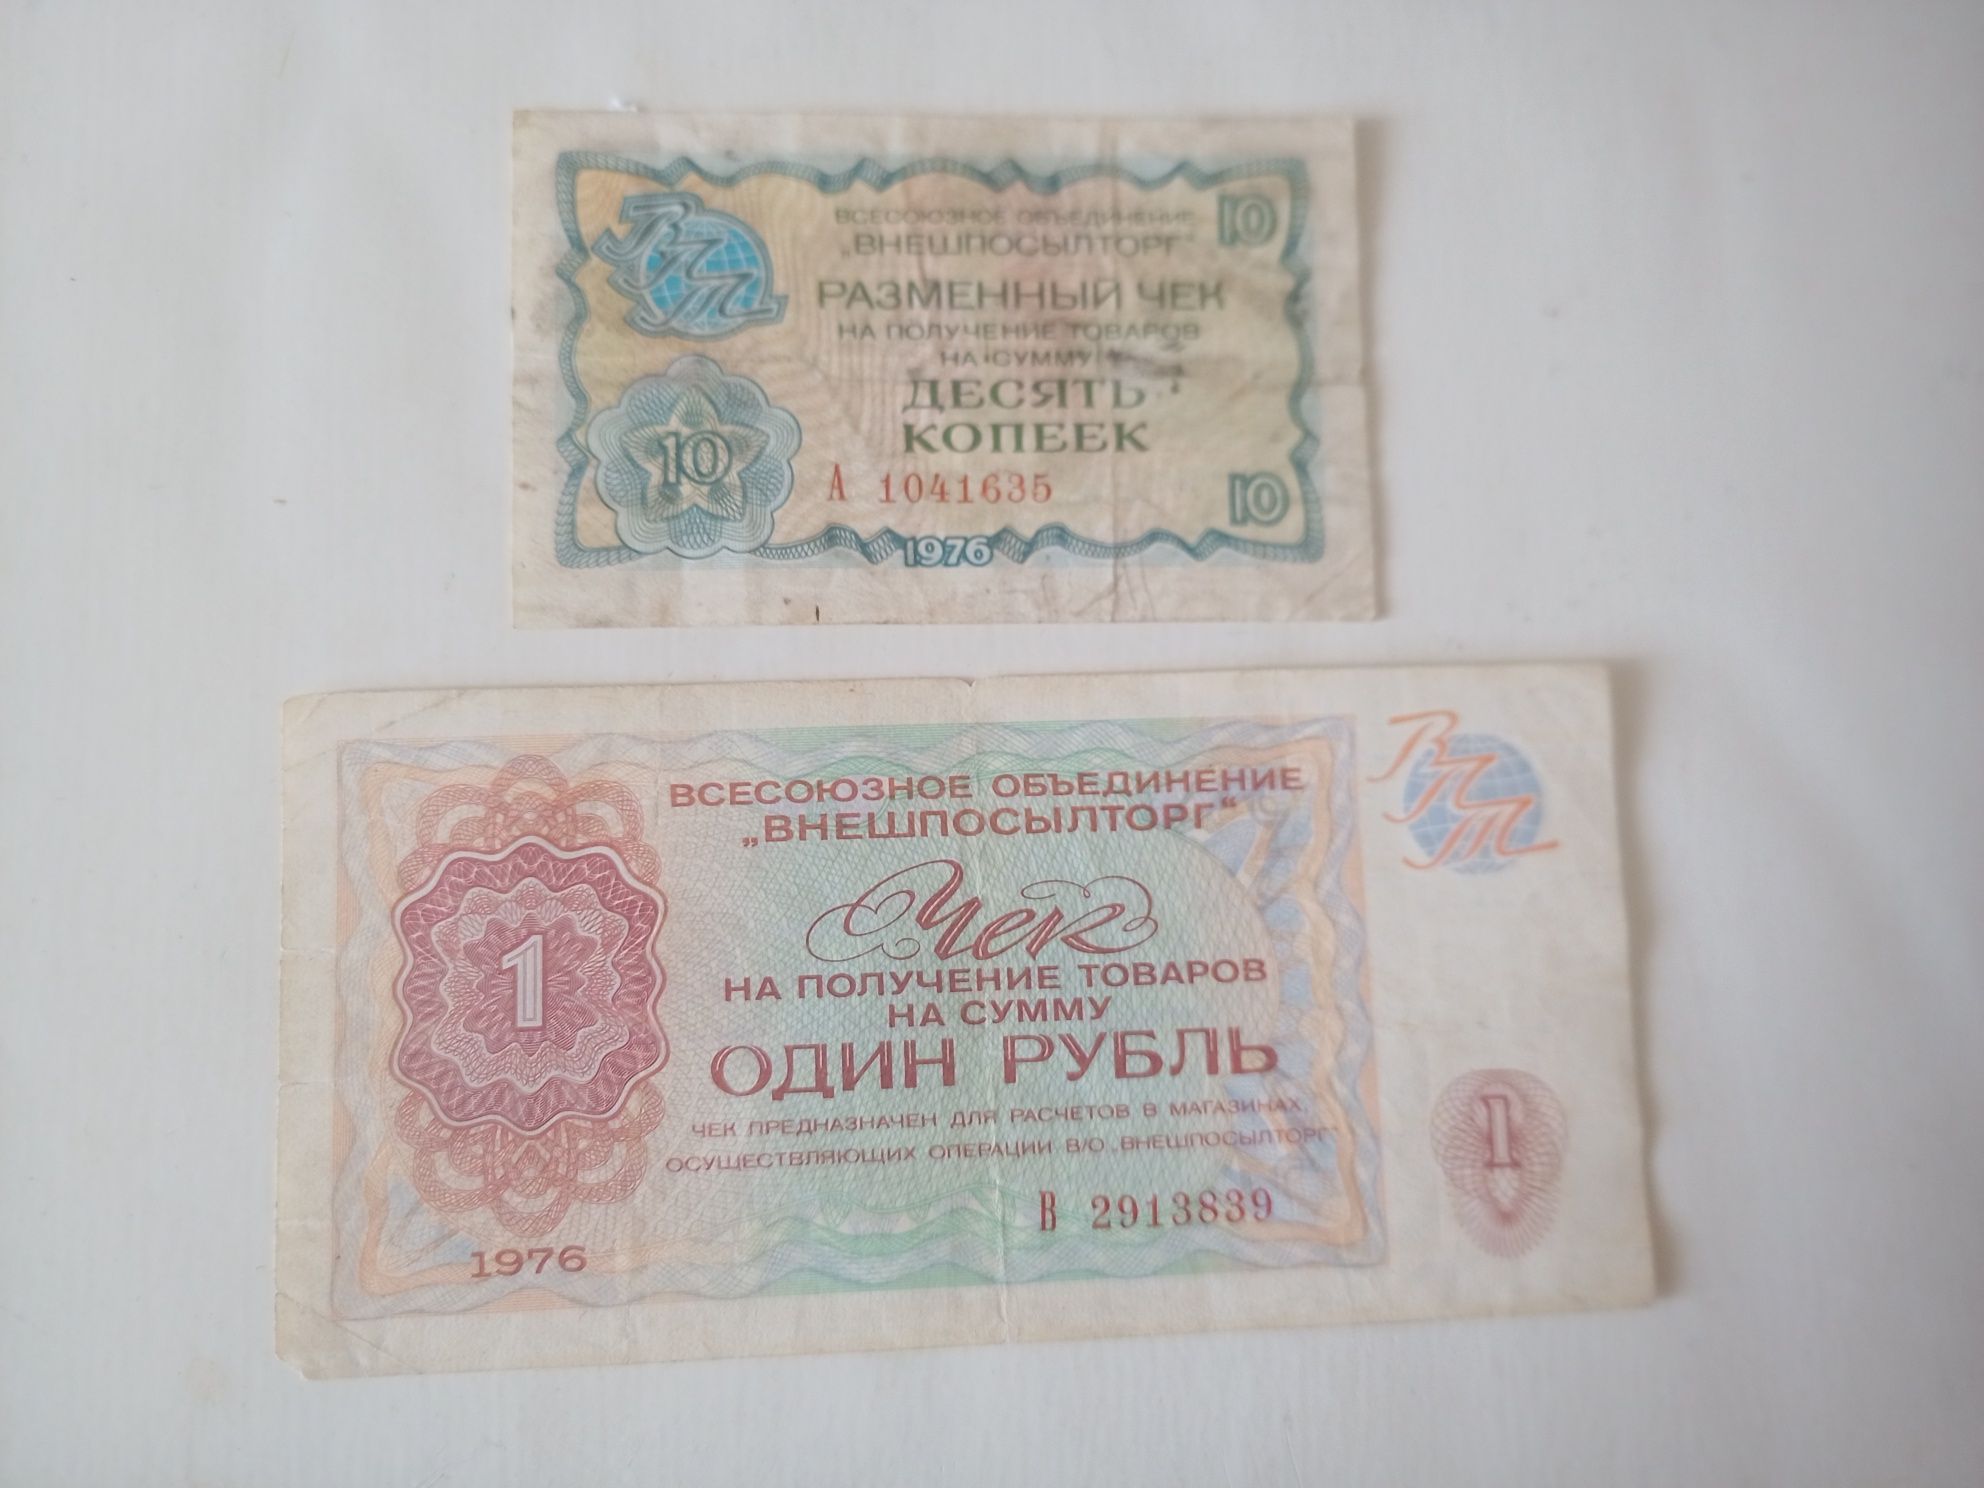 ВПТ
ВСЕСОЮЗНОЕ ОБЪЕДИНЕНИЕ
„ВНЕШПОСЫЛТОРГ“
10
РАЗМЕННЫЙ ЧЕК
НА ПОЛУЧЕНИЕ ТОВАРОВ
НА СУММУ
ДЕСЯТЬ
КОПЕЕК
10
А 1041635
10
1976
ВСЕСОЮЗНОЕ ОБЪЕДИНЕНИЕ
„ВНЕШПОСЫЛТОРГ“
ВПТ
Чек
1
НА ПОЛУЧЕНИЕ ТОВАРОВ
НА СУММУ
ОДИН РУБЛЬ
ЧЕК ПРЕДНАЗНАЧЕН ДЛЯ РАСЧЕТОВ В МАГАЗИНАХ,
ОСУЩЕСТВЛЯЮЩИХ ОПЕРАЦИИ В/О „ВНЕШПОСЫЛТОРГ“
1
В 2913839
1976